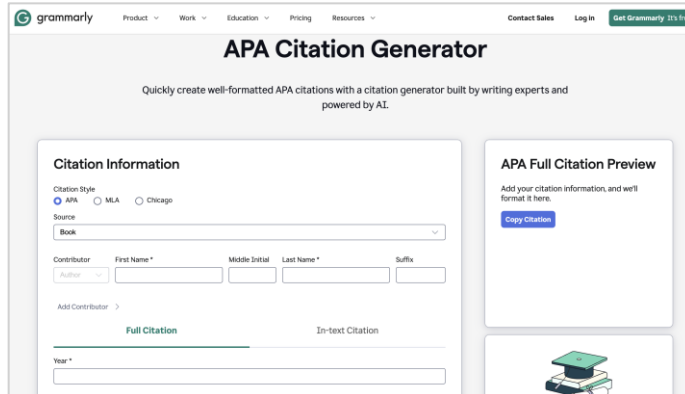 grammarly Product Work Education Pricing Resources Contact Sales Log in Get Grammarly It's
APA Citation Generator
Quickly create well-formatted APA citations with a citation generator built by writing experts and
powered by AI.
Citation Information
Citation Style
APA MLA Chicago
Source
Book
Contributor First Name * Middle Initial Last Name * Suffix
Author
Add Contributor
Full Citation In-text Citation
Year *
APA Full Citation Preview
Add your citation information, and we'll
format it here.
Copy Citation